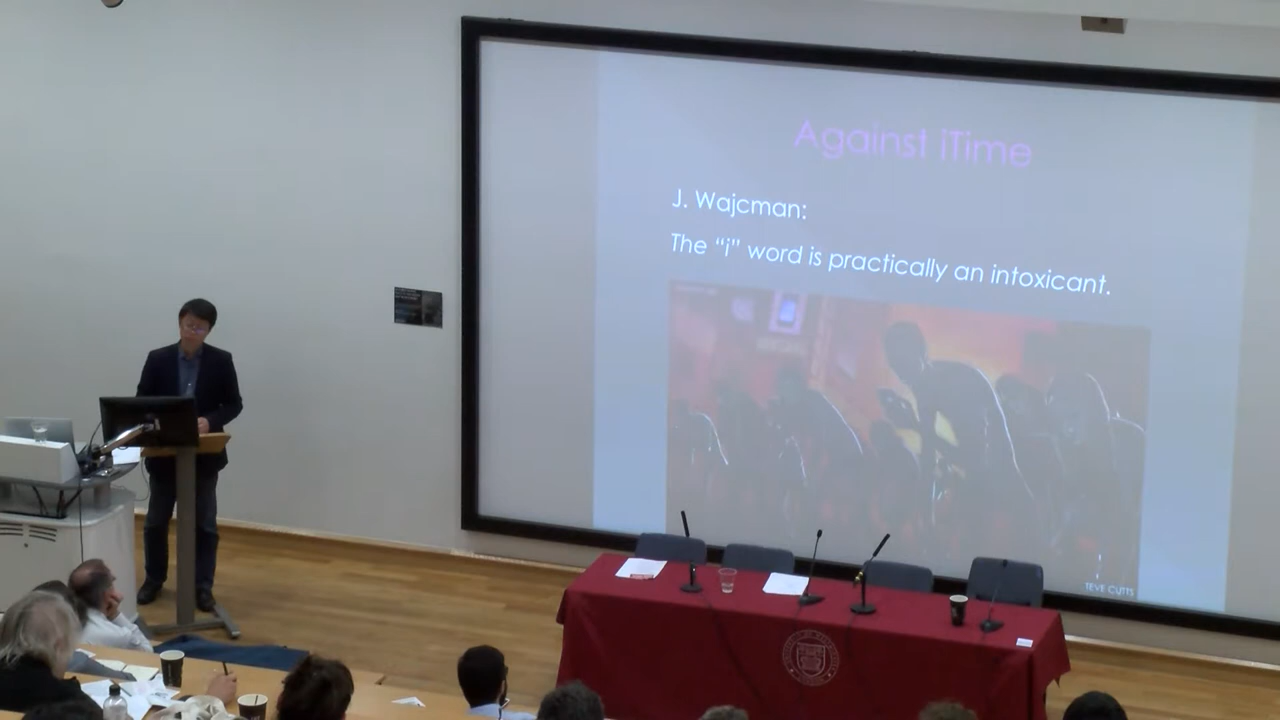 Against iTime
J. Wajcman:
The “i” word is practically an intoxicant.
TEVE CUTTS